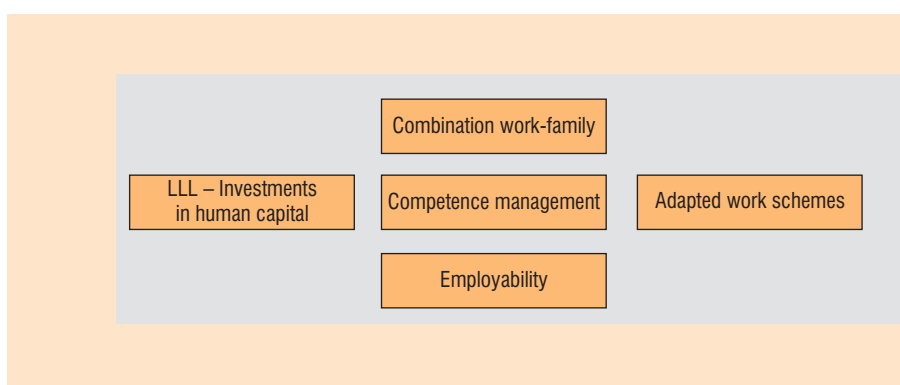 Combination work-family
LLL – Investments
in human capital
Competence management
Adapted work schemes
Employability